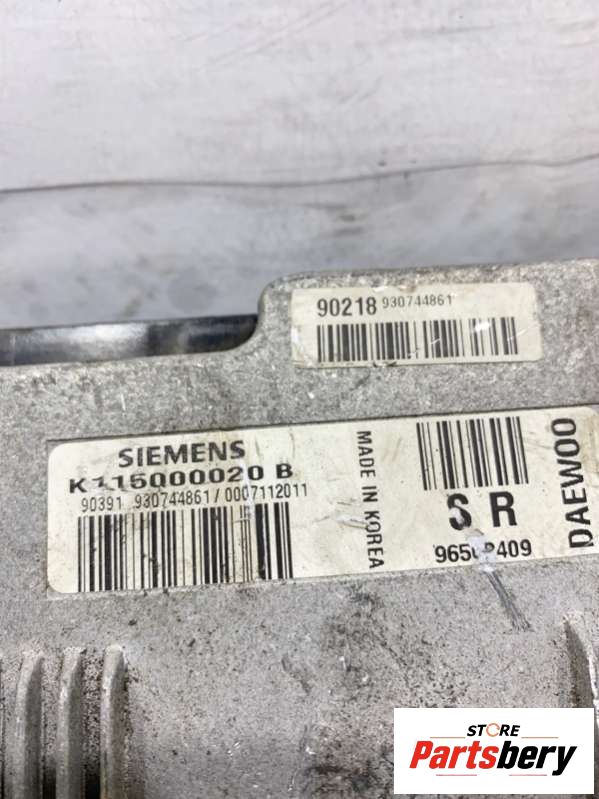 90218 930744861
SIEMENS
K115000020 B
90391 930744861/0007112011
MADE IN KOREA
S R
DAEWOO
STORE
Partsbery